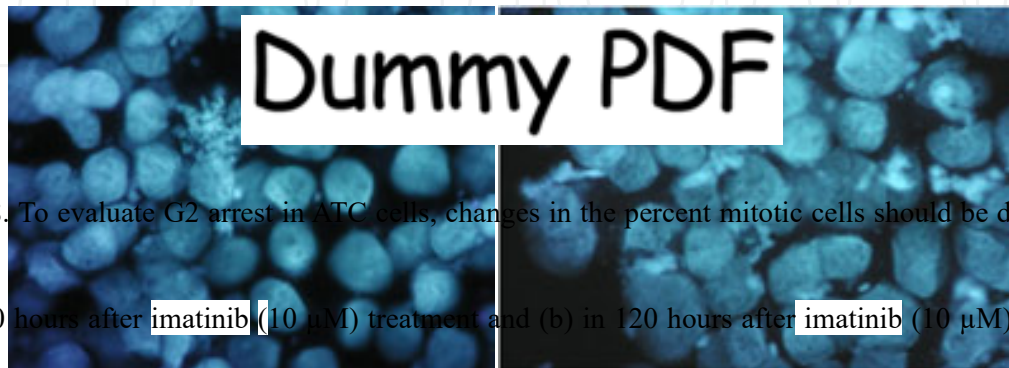 Dummy PDF
. To evaluate G2 arrest in ATC cells, changes in the percent mitotic cells should be d
0 hours after imatinib (10 µM) treatment and (b) in 120 hours after imatinib (10 µM)